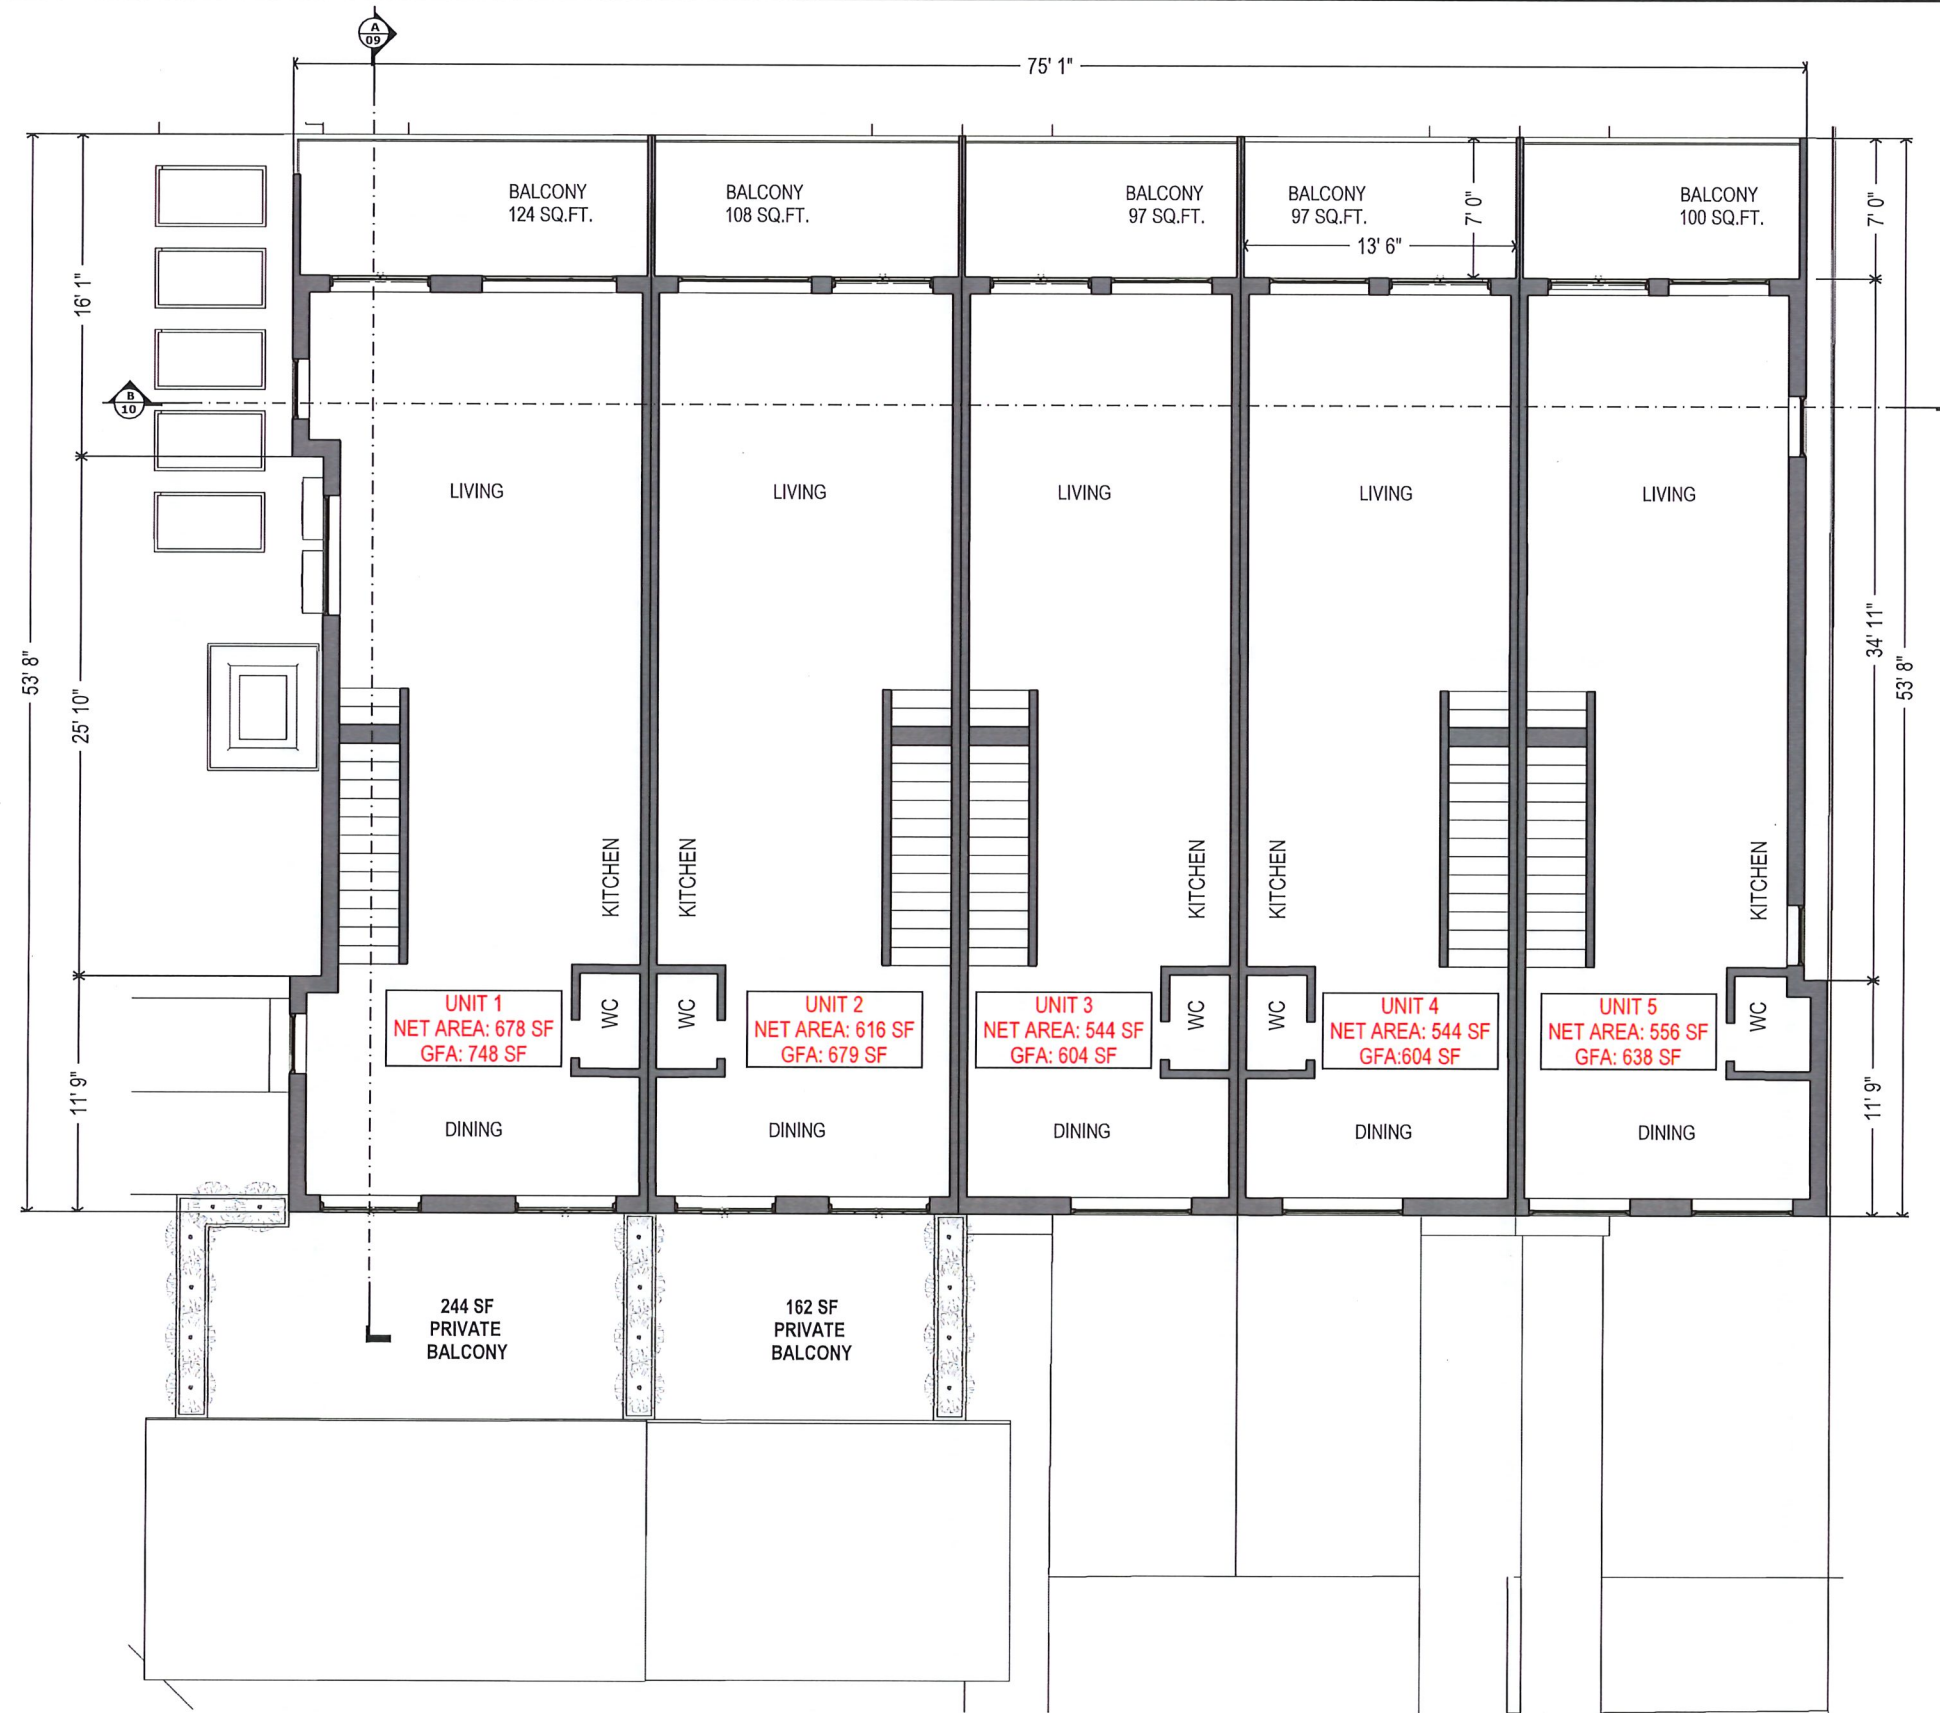 A
09
75' 1"
BALCONY
124 SQ.FT.
BALCONY
108 SQ.FT.
BALCONY
97 SQ.FT.
BALCONY
97 SQ.FT.
BALCONY
100 SQ.FT.
7' 0"
7' 0"
13' 6"
16' 1"
B
10
LIVING
LIVING
LIVING
LIVING
LIVING
53' 8"
25' 10"
34' 11"
53' 8"
KITCHEN
KITCHEN
KITCHEN
KITCHEN
KITCHEN
UNIT 1
NET AREA: 678 SF
GFA: 748 SF
WC
WC
UNIT 2
NET AREA: 616 SF
GFA: 679 SF
UNIT 3
NET AREA: 544 SF
GFA: 604 SF
WC
WC
UNIT 4
NET AREA: 544 SF
GFA:604 SF
UNIT 5
NET AREA: 556 SF
GFA: 638 SF
WC
11' 9"
11' 9"
DINING
DINING
DINING
DINING
DINING
244 SF
PRIVATE
BALCONY
162 SF
PRIVATE
BALCONY